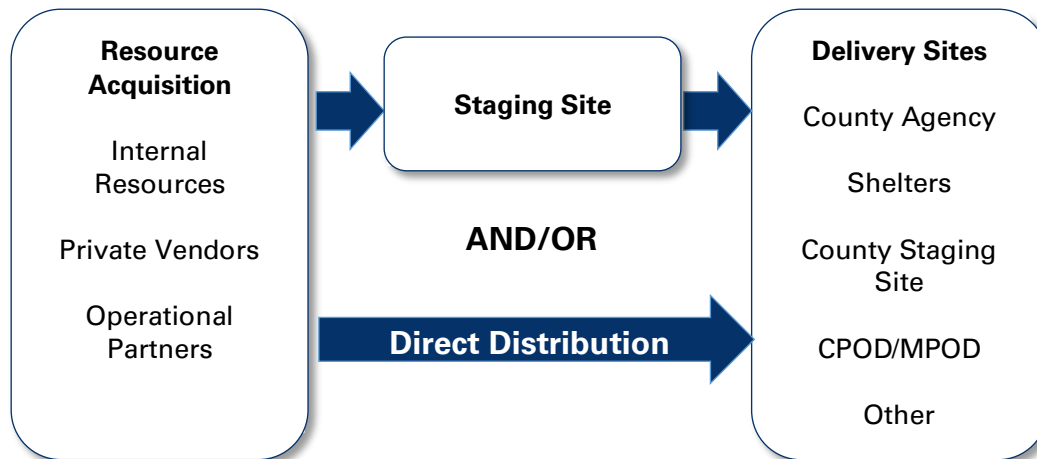 Resource
Acquisition
Internal
Resources
Private Vendors
Operational
Partners
Staging Site
AND/OR
Direct Distribution
Delivery Sites
County Agency
Shelters
County Staging
Site
CPOD/MPOD
Other